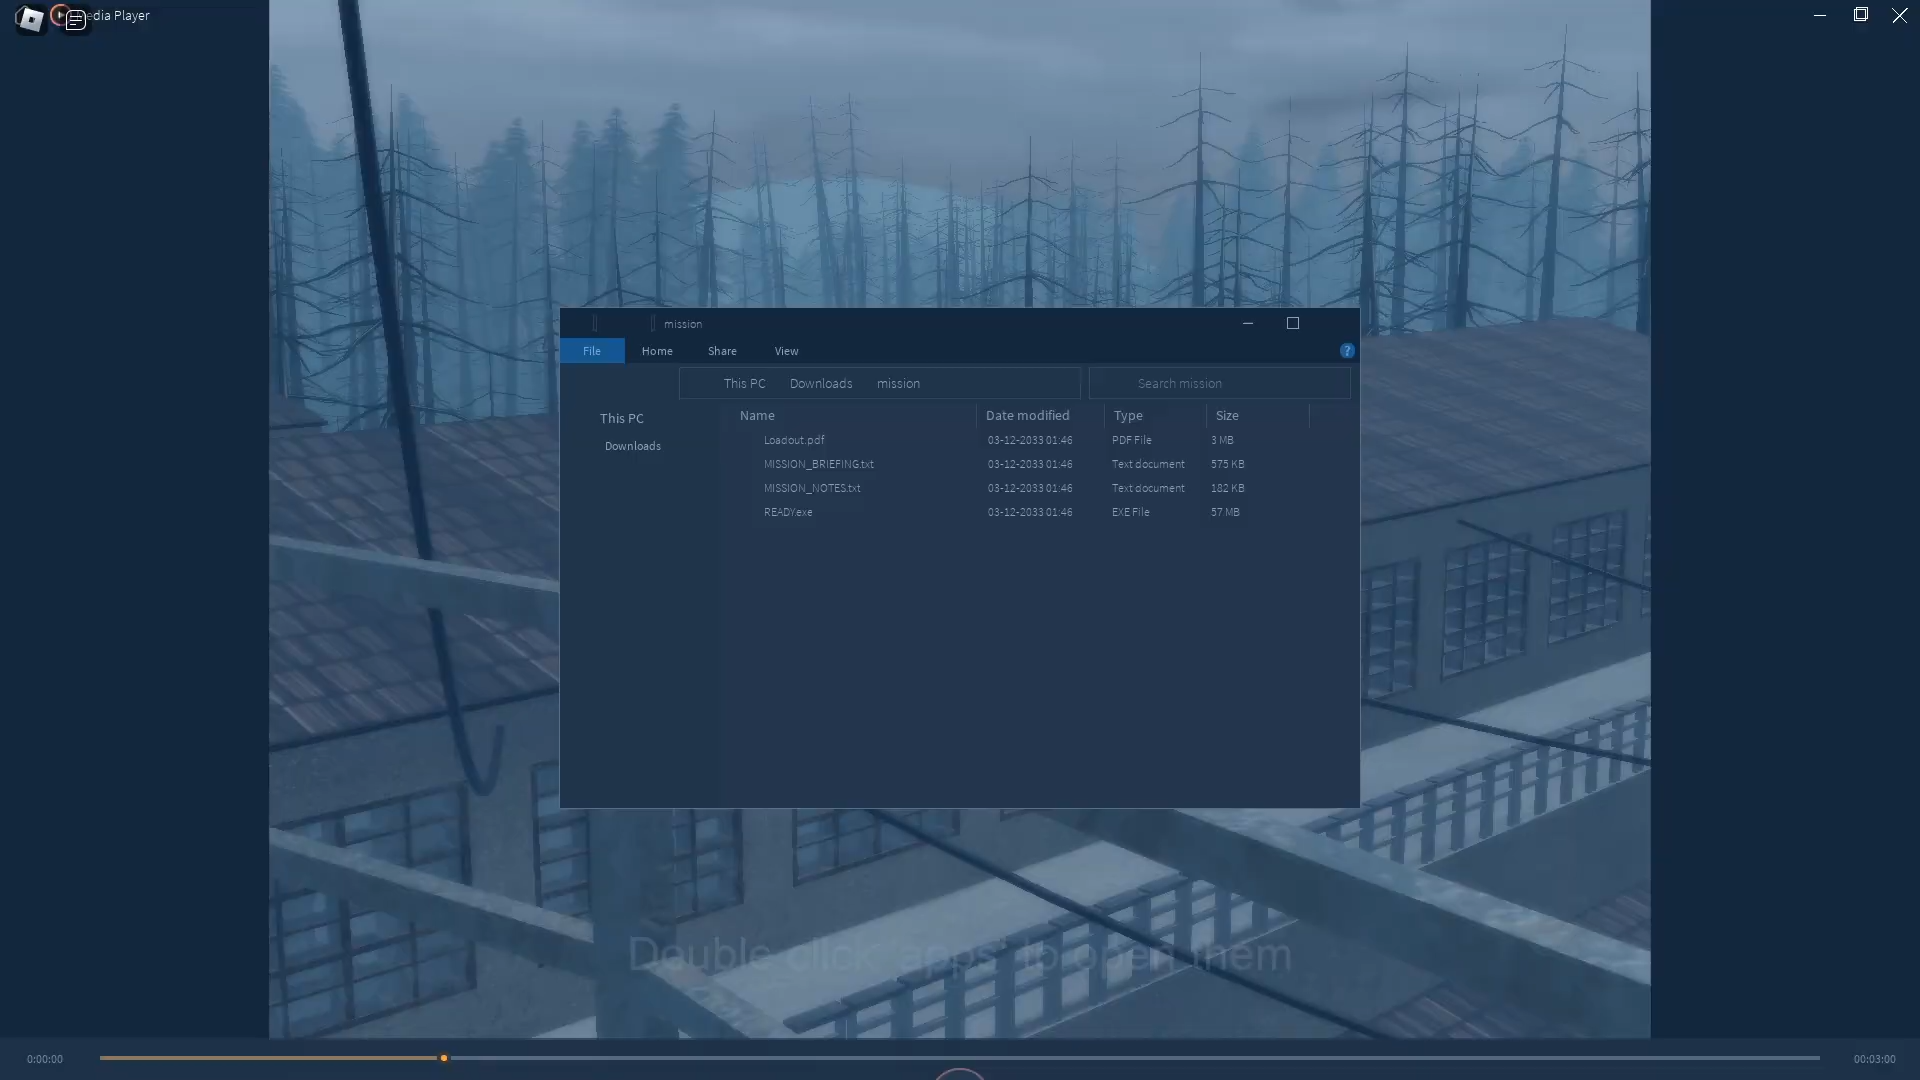 edia Player
mission
File Home Share View ?
This PC Downloads mission Search mission
This PC
Downloads
Name Date modified Type Size
Loadout.pdf 03-12-2033 01:46 PDF File 3 MB
MISSION_BRIEFING.txt 03-12-2033 01:46 Text document 575 KB
MISSION_NOTES.txt 03-12-2033 01:46 Text document 182 KB
READY.exe 03-12-2033 01:46 EXE File 57 MB
Double click 'apps' to open them
0:00:00 00:03:00